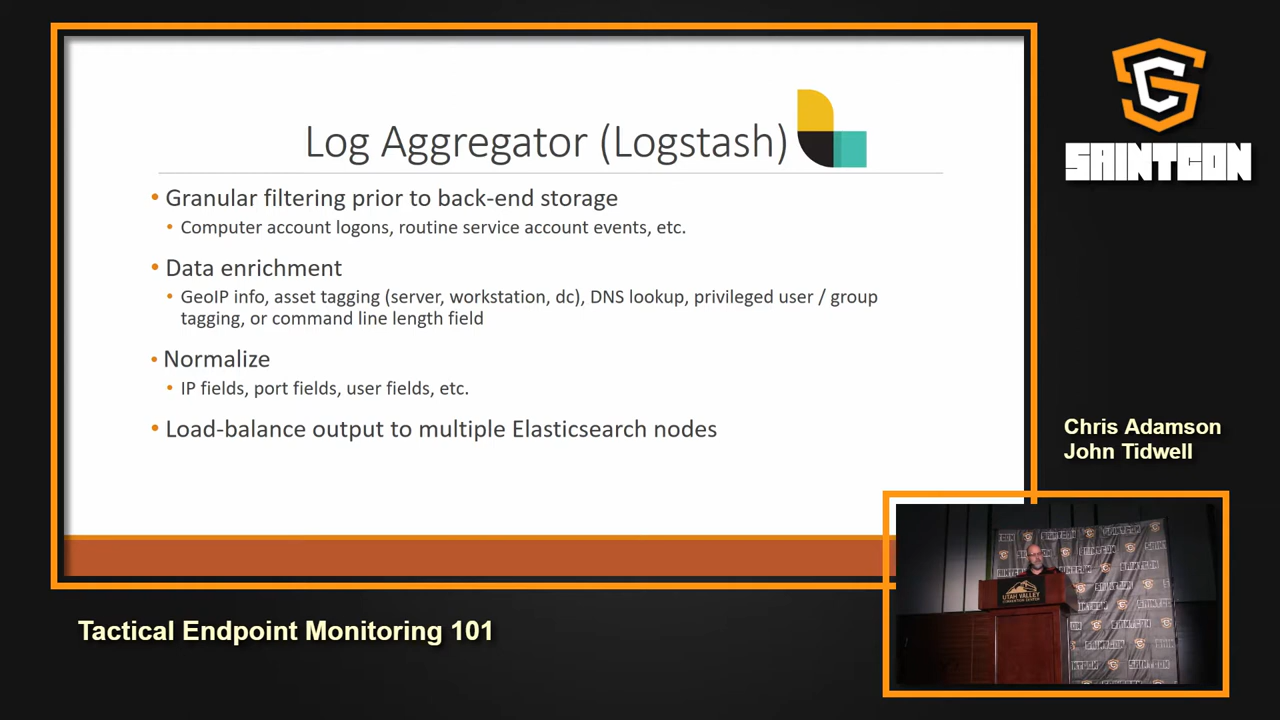 Log Aggregator (Logstash)
• Granular filtering prior to back-end storage
• Computer account logons, routine service account events, etc.
• Data enrichment
• GeoIP info, asset tagging (server, workstation, dc), DNS lookup, privileged user / group
tagging, or command line length field
• Normalize
• IP fields, port fields, user fields, etc.
• Load-balance output to multiple Elasticsearch nodes
SAINTCON
Chris Adamson
John Tidwell
UTAH VALLEY
CONVENTION CENTER
Tactical Endpoint Monitoring 101